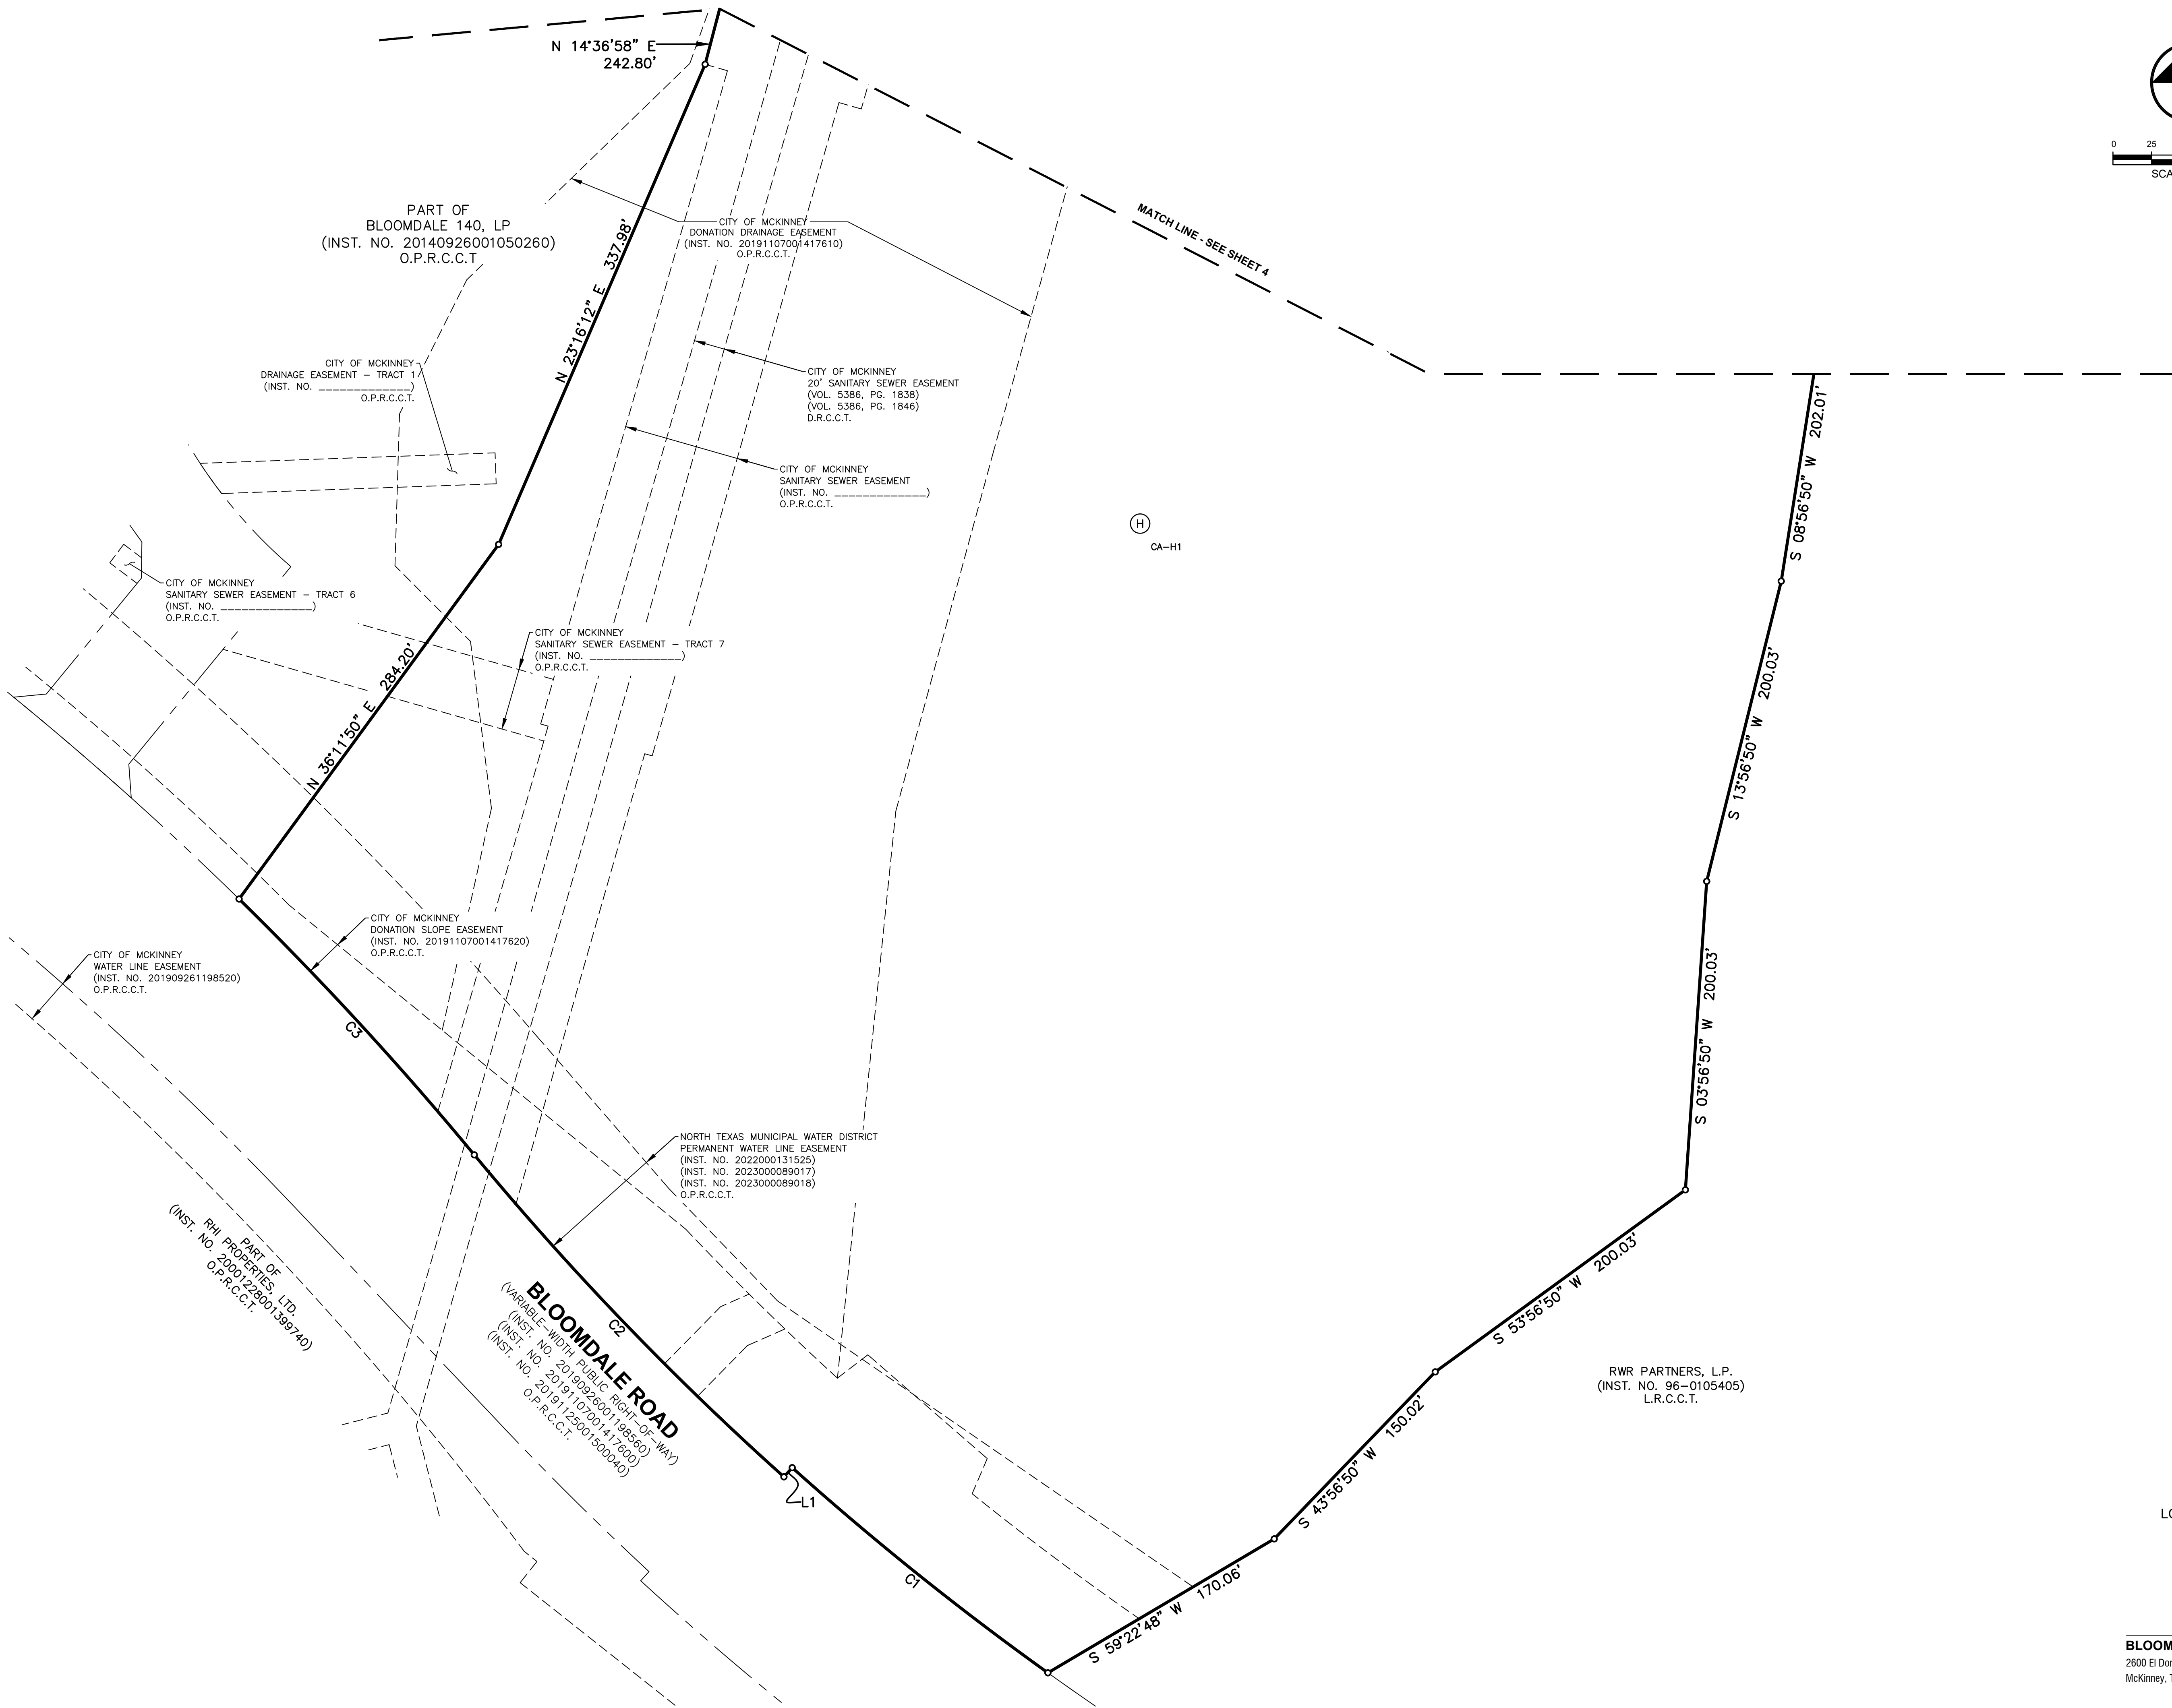 N 14°36'58" E
242.80'
0 25
PART OF
BLOOMDALE 140, LP
(INST. NO. 20140926001050260)
O.P.R.C.C.T
N 23°16'12" E 337.98'
CITY OF MCKINNEY
DONATION DRAINAGE EASEMENT
(INST. NO. 20191107001417610)
O.P.R.C.C.T.
MATCH LINE - SEE SHEET 4
CITY OF MCKINNEY
DRAINAGE EASEMENT – TRACT 1
(INST. NO. _____________)
O.P.R.C.C.T.
CITY OF MCKINNEY
20' SANITARY SEWER EASEMENT
(VOL. 5386, PG. 1838)
(VOL. 5386, PG. 1846)
D.R.C.C.T.
S 08°56'50" W 202.01'
CITY OF MCKINNEY
SANITARY SEWER EASEMENT
(INST. NO. _____________)
O.P.R.C.C.T.
H
CA–H1
CITY OF MCKINNEY
SANITARY SEWER EASEMENT – TRACT 6
(INST. NO. _____________)
O.P.R.C.C.T.
CITY OF MCKINNEY
SANITARY SEWER EASEMENT – TRACT 7
(INST. NO. _____________)
O.P.R.C.C.T.
N 36°11'50" E 284.20'
S 13°56'50" W 200.03'
CITY OF MCKINNEY
DONATION SLOPE EASEMENT
(INST. NO. 20191107001417620)
O.P.R.C.C.T.
CITY OF MCKINNEY
WATER LINE EASEMENT
(INST. NO. 201909261198520)
O.P.R.C.C.T.
C3
S 03°56'50" W 200.03'
NORTH TEXAS MUNICIPAL WATER DISTRICT
PERMANENT WATER LINE EASEMENT
(INST. NO. 2022000131525)
(INST. NO. 2023000089017)
(INST. NO. 2023000089018)
O.P.R.C.C.T.
PART OF
RHI PROPERTIES, LTD.
(INST. NO. 20001228001399740)
O.P.R.C.C.T.
C2
BLOOMDALE ROAD
(VARIABLE–WIDTH PUBLIC RIGHT–OF–WAY)
(INST. NO. 20190926001198560)
(INST. NO. 20191107001417600)
(INST. NO. 20191125001500040)
O.P.R.C.C.T.
S 53°56'50" W 200.03'
RWR PARTNERS, L.P.
(INST. NO. 96–0105405)
L.R.C.C.T.
S 43°56'50" W 150.02'
L1
C1
S 59°22'48" W 170.06'
McKinney,